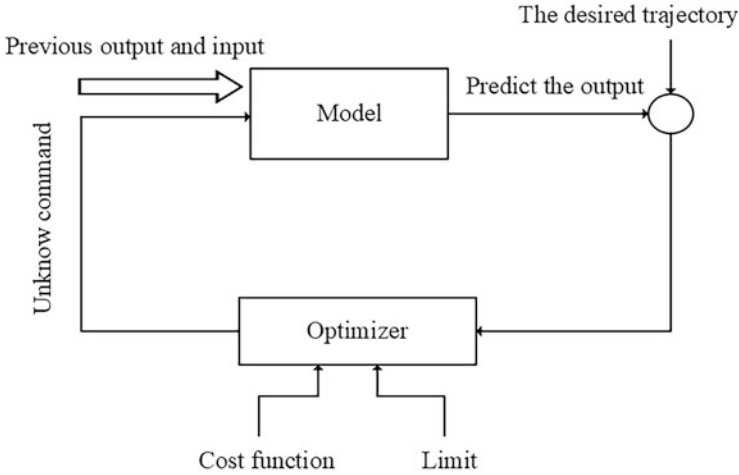 The desired trajectory
Previous output and input
Predict the output
Model
Unknow command
Optimizer
Cost function
Limit